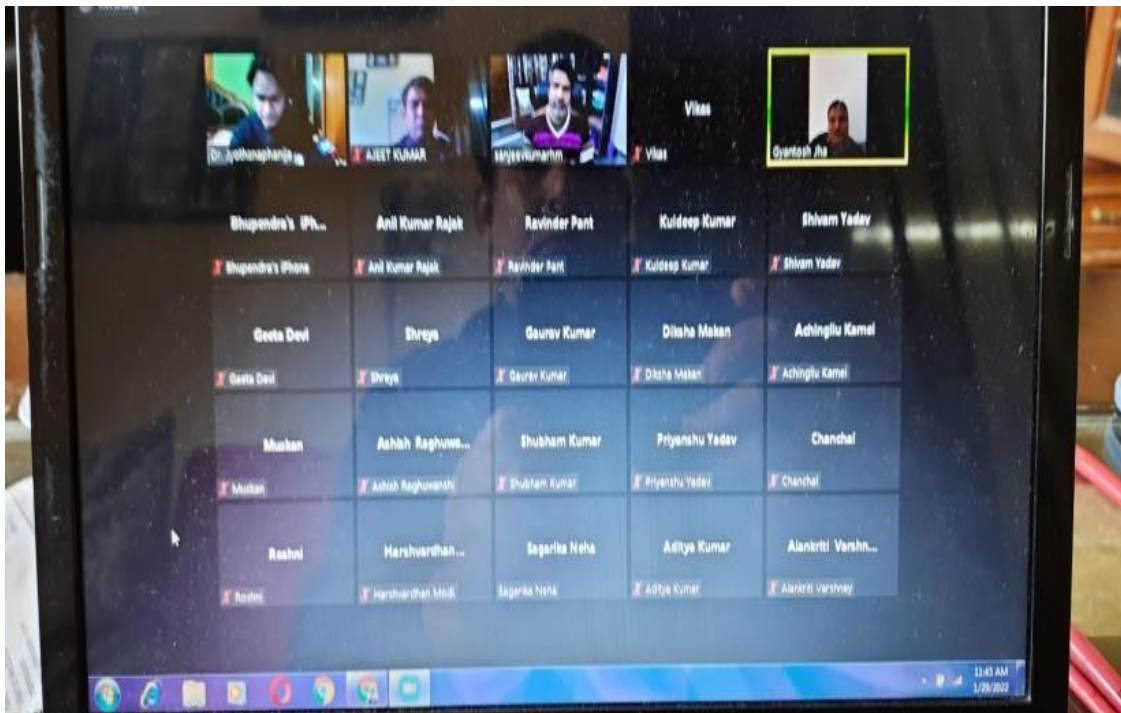 Dr. Jyothanaphanija
AJEET KUMAR
sanjeevkumarhm
Vikas
Vikas
Gyantosh Jha
Bhupendra's iPh...
Anil Kumar Rajak
Ravinder Pant
Kuldeep Kumar
Shivam Yadav
Bhupendra's iPhone
Anil Kumar Rajak
Ravinder Pant
Kuldeep Kumar
Shivam Yadav
Geeta Devi
Shreya
Gaurav Kumar
Diksha Makan
Achingliu Kamei
Geeta Devi
Shreya
Gaurav Kumar
Diksha Makan
Achingliu Kamei
Muskan
Ashish Raghuwa...
Shubham Kumar
Priyanshu Yadav
Chanchal
Muskan
Ashish Raghuwanshi
Shubham Kumar
Priyanshu Yadav
Chanchal
Roshni
Harshvardhan...
Sagarika Neha
Aditya Kumar
Alankriti Varshn...
Roshni
Harshvardhan Modi
Sagarika Neha
Aditya Kumar
Alankriti Varshney
11:45 AM
1/29/2022